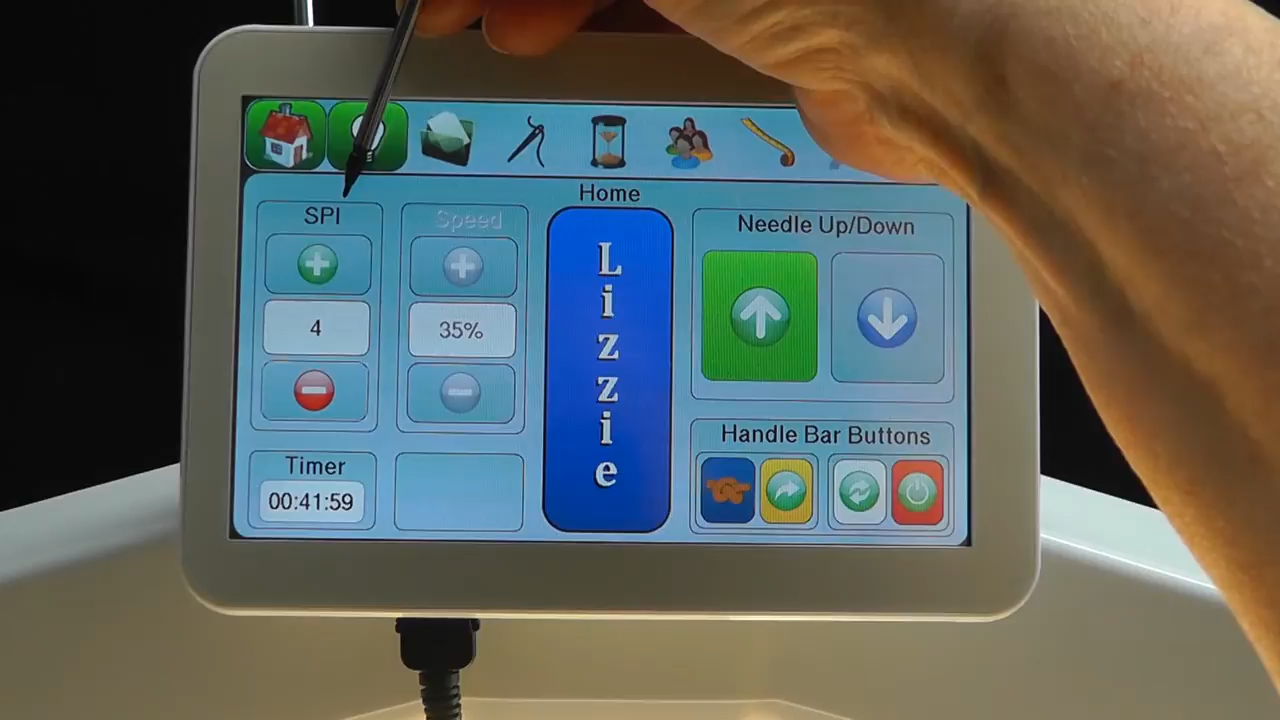 Home
SPI
Speed
Needle Up/Down
4
35%
Lizzie
Handle Bar Buttons
Timer
00:41:59